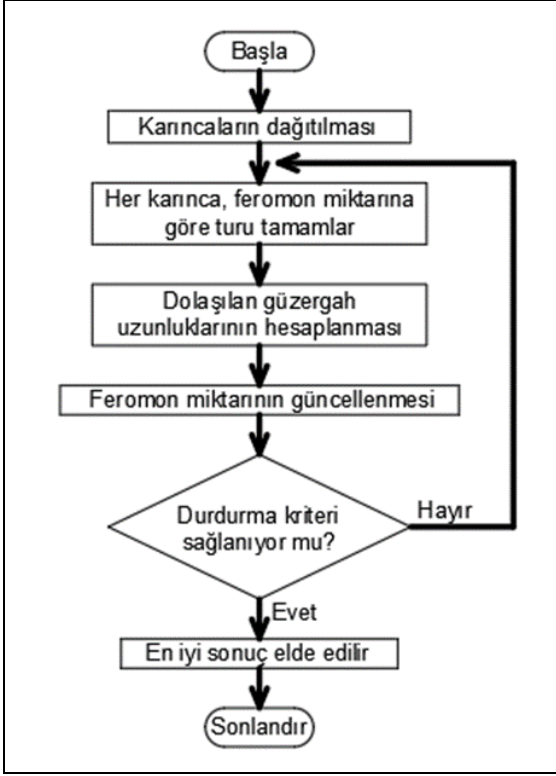 Başla
Karıncaların dağıtılması
Her karınca, feromon miktarına
göre turu tamamlar
Dolaşılan güzergah
uzunluklarının hesaplanması
Feromon miktarının güncellenmesi
Durdurma kriteri
sağlanıyor mu?
Hayır
Evet
En iyi sonuç elde edilir
Sonlandır